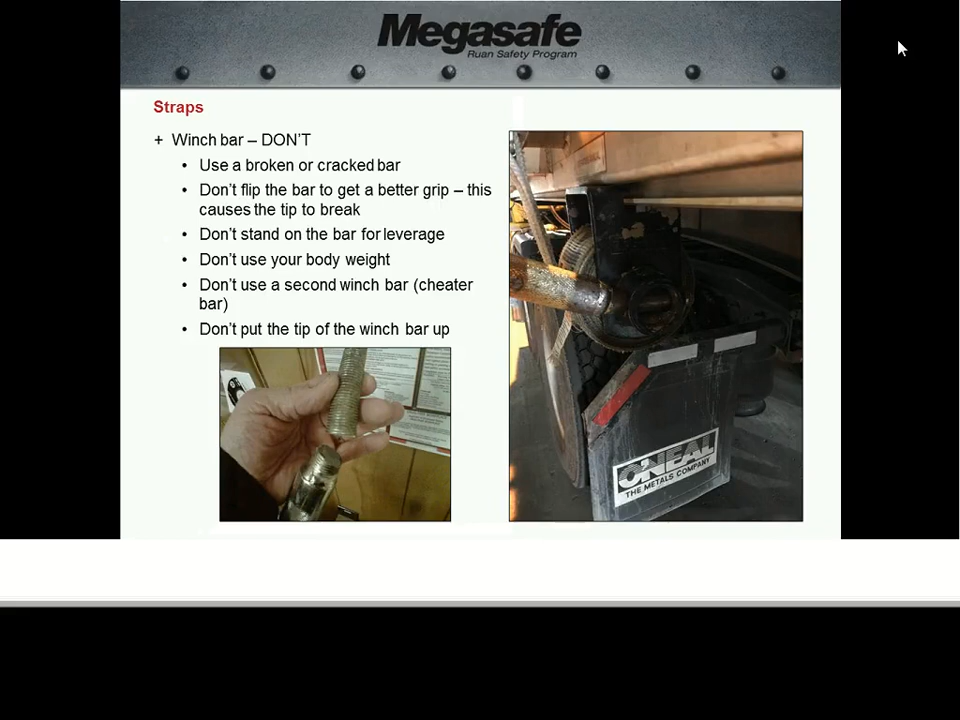 Megasafe
Ruan Safety Program
Straps
+ Winch bar – DON'T
• Use a broken or cracked bar
• Don't flip the bar to get a better grip – this
causes the tip to break
• Don't stand on the bar for leverage
• Don't use your body weight
• Don't use a second winch bar (cheater
bar)
• Don't put the tip of the winch bar up
O'NEAL
THE METALS COMPANY